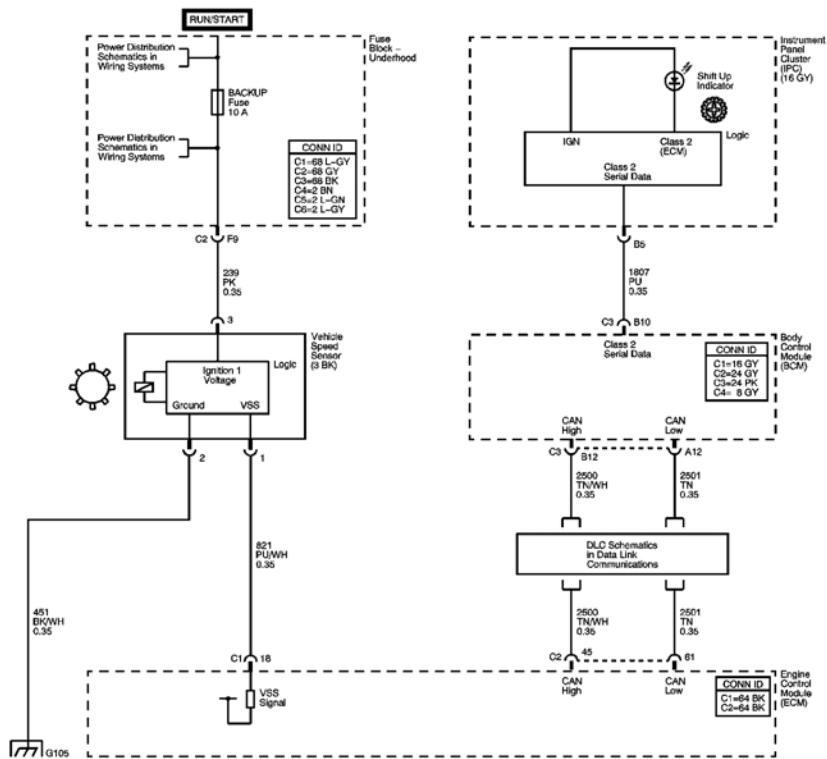 RUN/START
Power Distribution
Schematics in
Wiring Systems
Fuse
Block –
Underhood
BACKUP
Fuse
10 A
Power Distribution
Schematics in
Wiring Systems
CONN ID
C1=68 L-GY
C2=68 GY
C3=68 BK
C4=2 BN
C5=2 L-GN
C6=2 L-GY
C2 F9
239
PK
0.35
3
Vehicle
Speed
Sensor
(3 BK)
Ignition 1
Voltage
Logic
Ground VSS
2
1
821
PU/WH
0.35
451
BK/WH
0.35
C1 18
VSS
Signal
G105
Instrument
Panel
Cluster
(IPC)
(16 GY)
Shift Up
Indicator
Logic
IGN
Class 2
(ECM)
Class 2
Serial Data
B5
1807
PU
0.35
C3 B10
Class 2
Serial Data
Body
Control
Module
(BCM)
CONN ID
C1=16 GY
C2=24 GY
C3=24 PK
C4= 8 GY
CAN
High
CAN
Low
C3 B12
A12
2500
TN/WH
0.35
2501
TN
0.35
DLC Schematics
in Data Link
Communications
2500
TN/WH
0.35
2501
TN
0.35
C2 45
61
CAN
High
CAN
Low
CONN ID
C1=64 BK
C2=64 BK
Engine
Control
Module
(ECM)